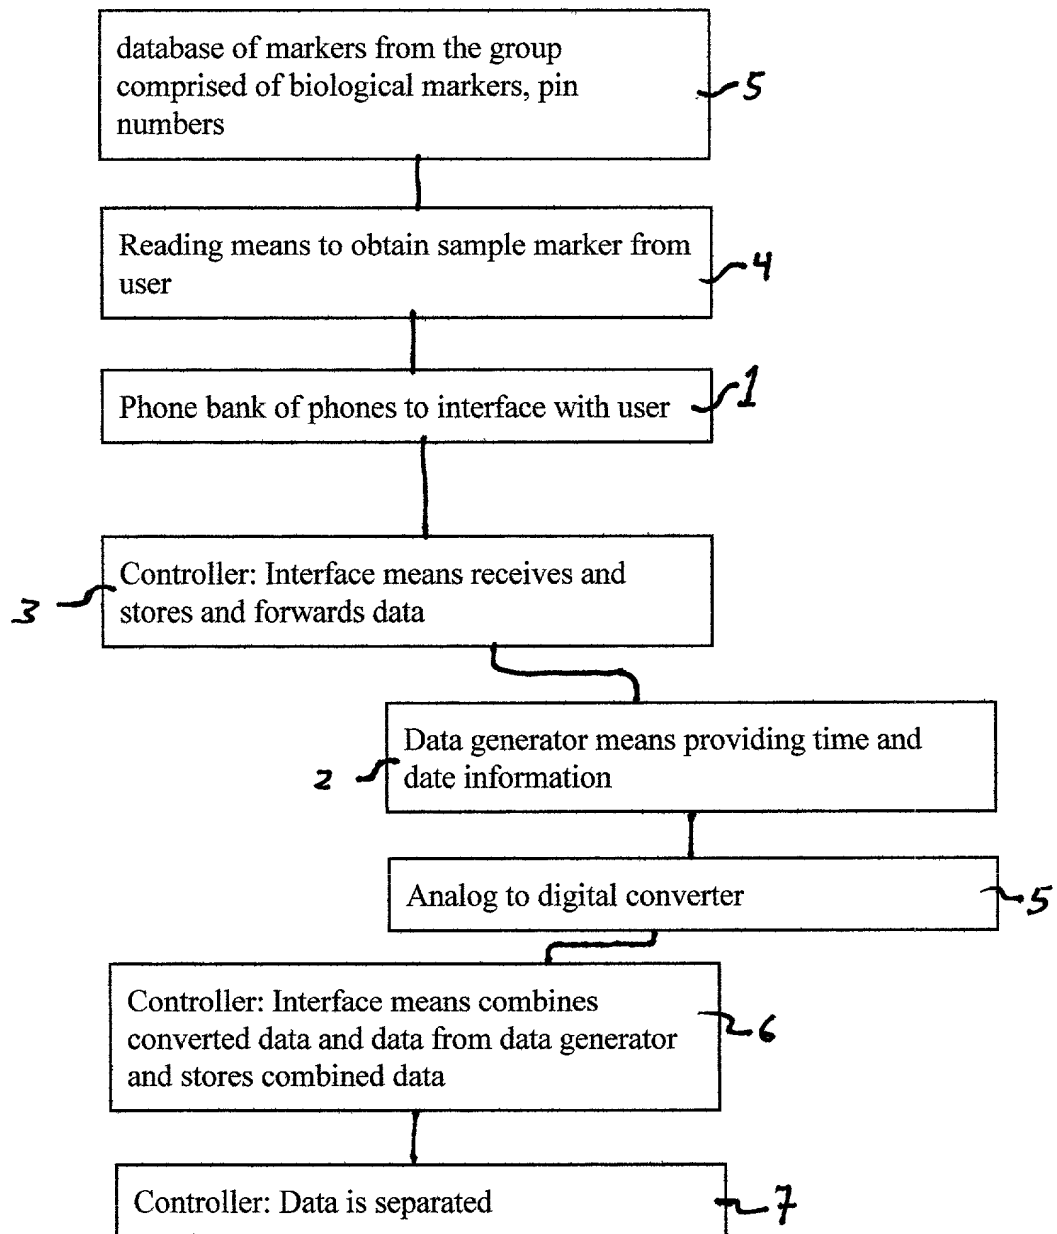 database of markers from the group
comprised of biological markers, pin
numbers
5
Reading means to obtain sample marker from
user
4
Phone bank of phones to interface with user
1
Controller: Interface means receives and
stores and forwards data
3
Data generator means providing time and
date information
2
Analog to digital converter
5
Controller: Interface means combines
converted data and data from data generator
and stores combined data
6
Controller: Data is separated
7